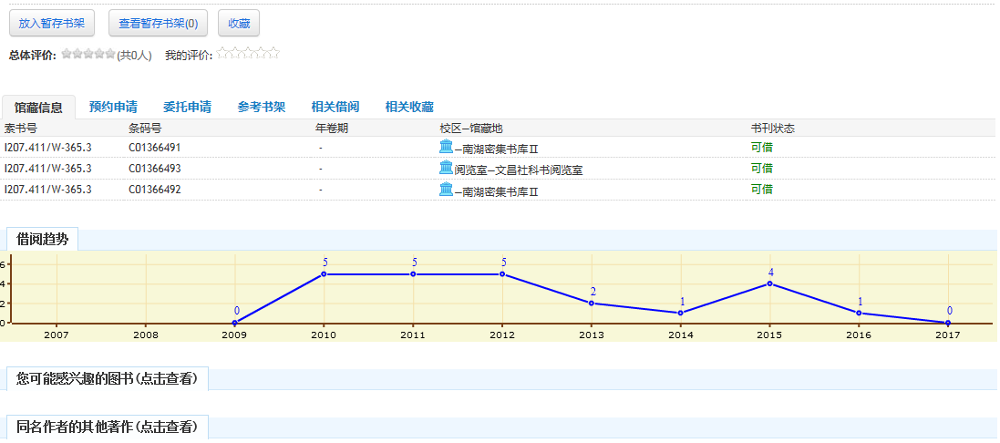 放入暂存书架 查看暂存书架(0) 收藏
总体评价: (共0人) 我的评价:
馆藏信息 预约申请 委托申请 参考书架 相关借阅 相关收藏
索书号 条码号 年卷期 校区—馆藏地 书刊状态
I207.411/W-365.3 C01366491 - —南湖密集书库Ⅱ 可借
I207.411/W-365.3 C01366493 - 阅览室—文昌社科书阅览室 可借
I207.411/W-365.3 C01366492 - —南湖密集书库Ⅱ 可借
借阅趋势
6
4
2
0
0 5 5 5 2 1 4 1 0
2007 2008 2009 2010 2011 2012 2013 2014 2015 2016 2017
您可能感兴趣的图书(点击查看)
同名作者的其他著作(点击查看)